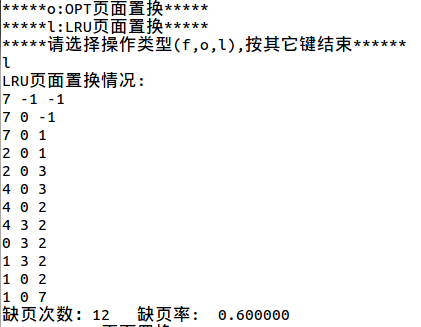 *****o:OPT页面置换*****
*****l:LRU页面置换*****
*****请选择操作类型(f,o,l),按其它键结束******
l
LRU页面置换情况:
7 -1 -1
7 0 -1
7 0 1
2 0 1
2 0 3
4 0 3
4 0 2
4 3 2
0 3 2
1 3 2
1 0 2
1 0 7
缺页次数: 12 缺页率: 0.600000